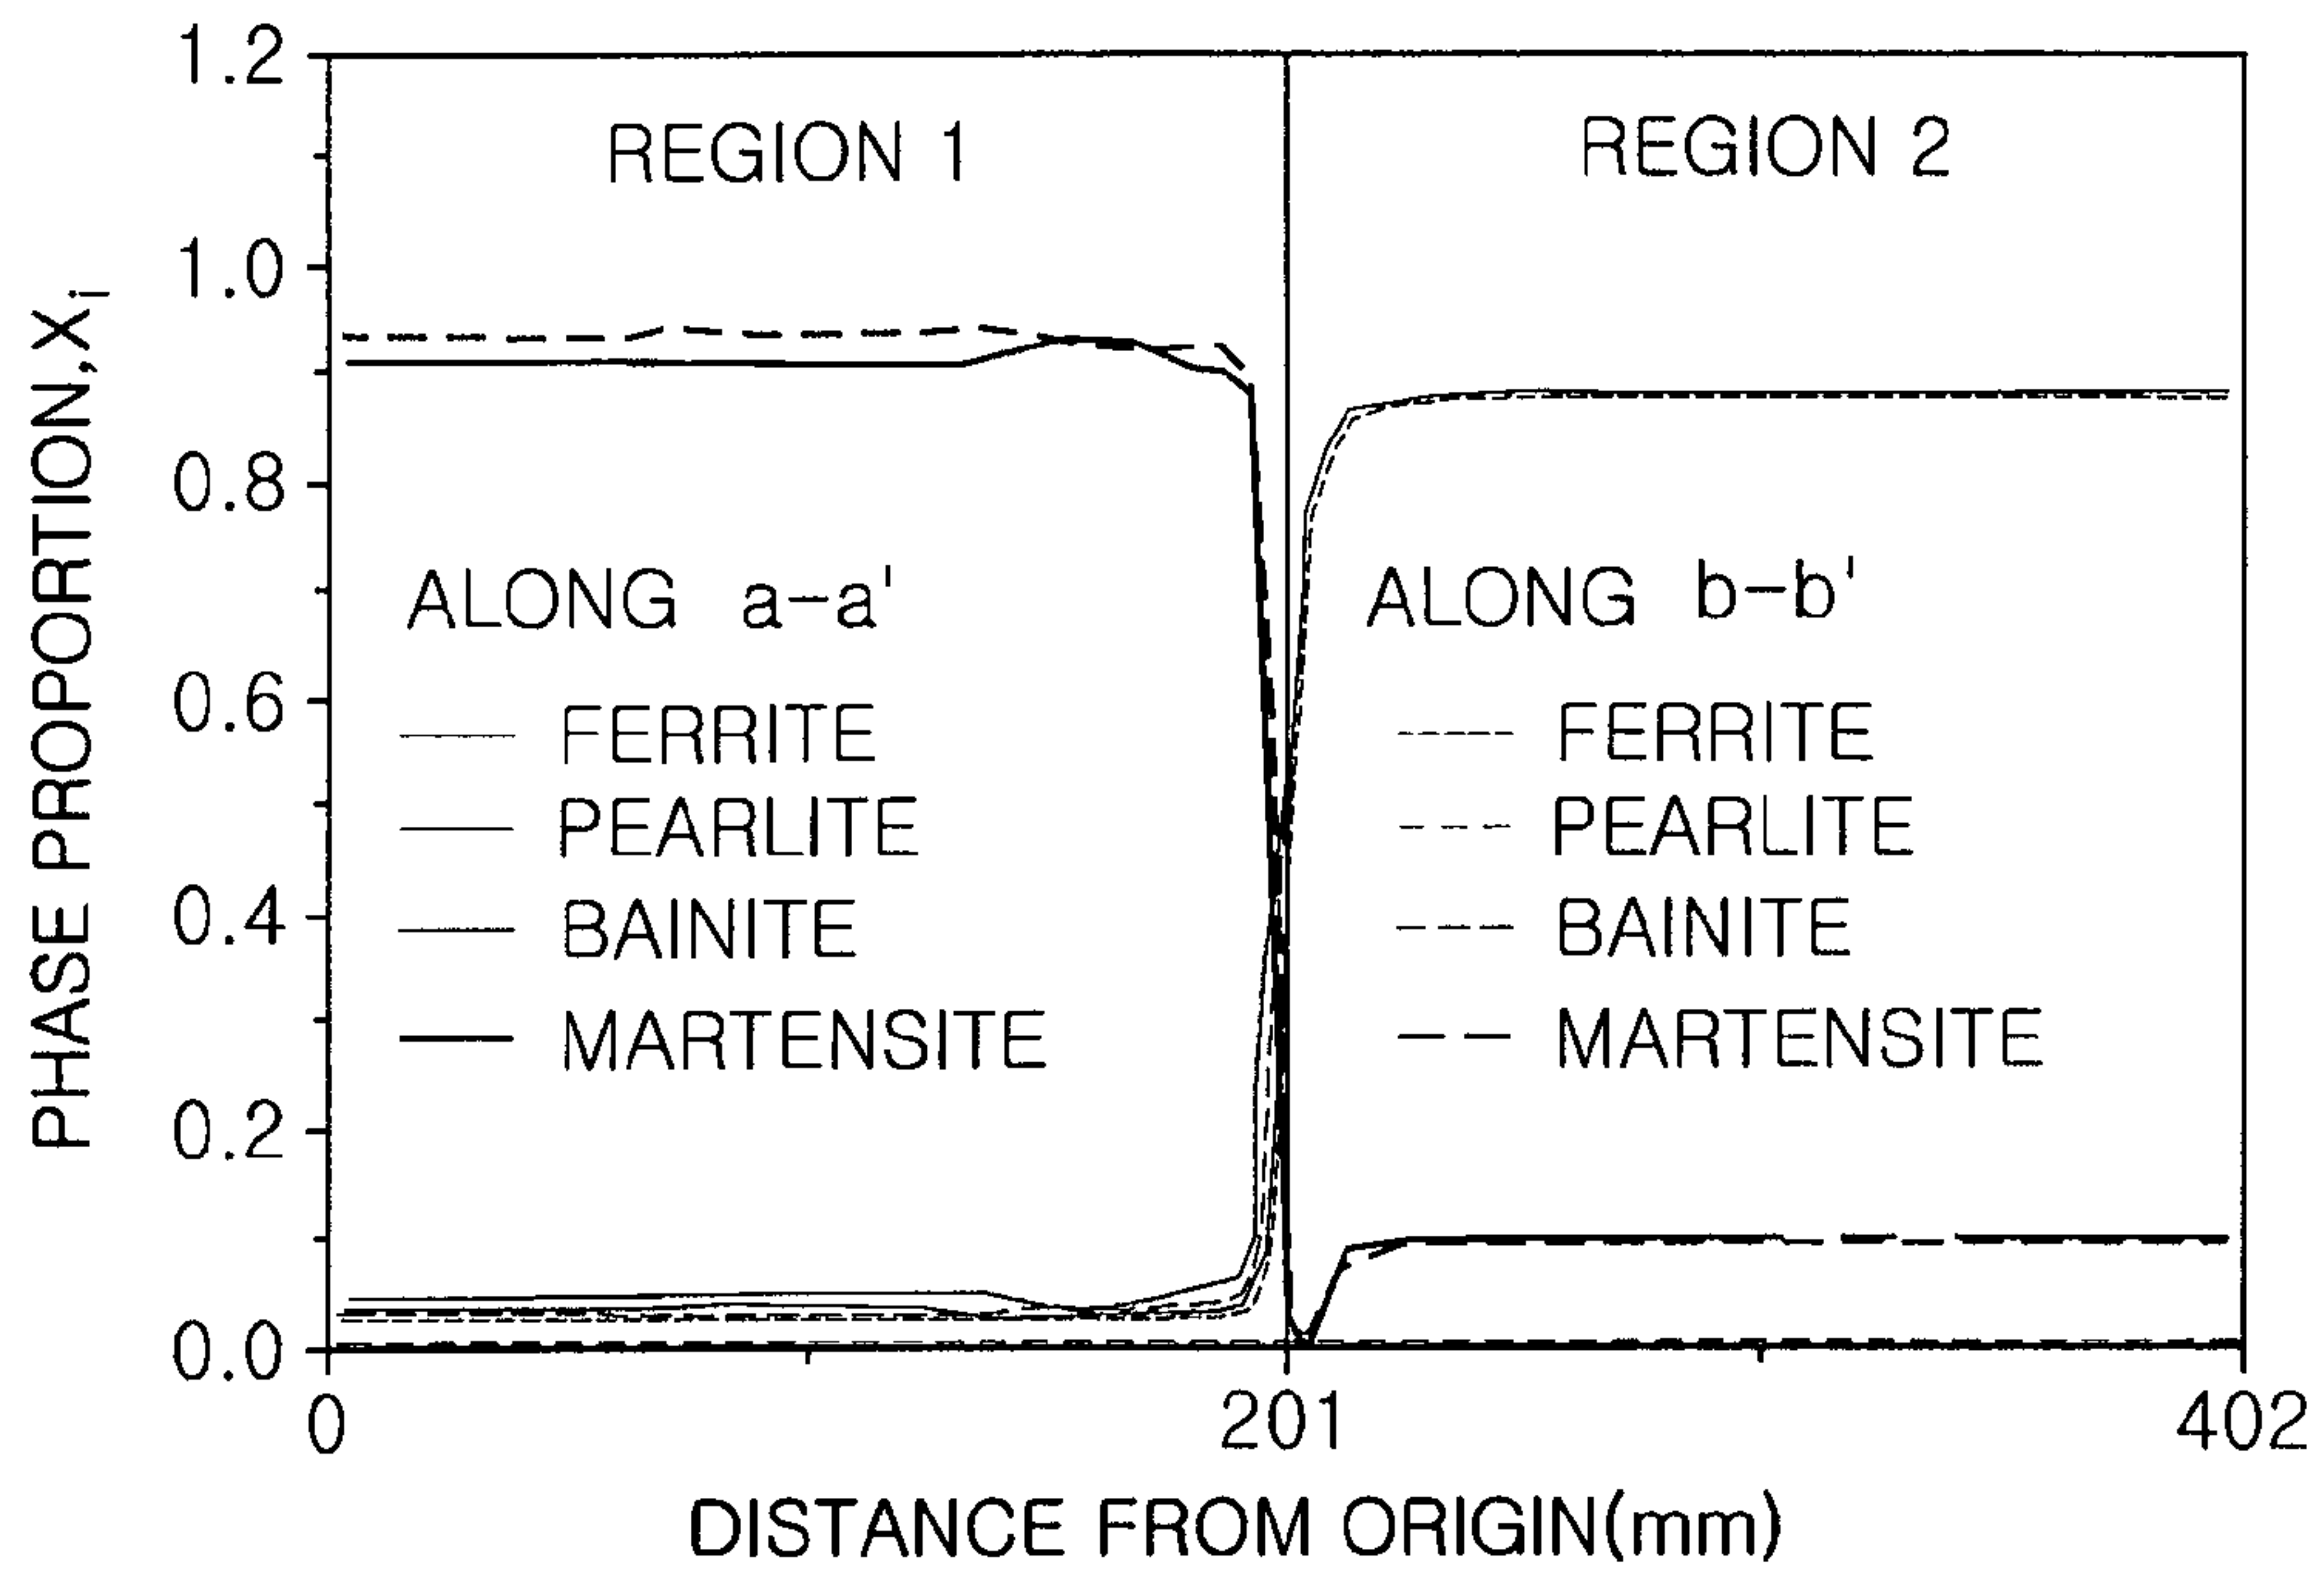 PHASE PROPORTION,Xi
1.2
1.0
0.8
0.6
0.4
0.2
0.0
REGION 1
REGION 2
ALONG a-a'
FERRITE
PEARLITE
BAINITE
MARTENSITE
ALONG b-b'
FERRITE
PEARLITE
BAINITE
MARTENSITE
0
201
402
DISTANCE FROM ORIGIN(mm)